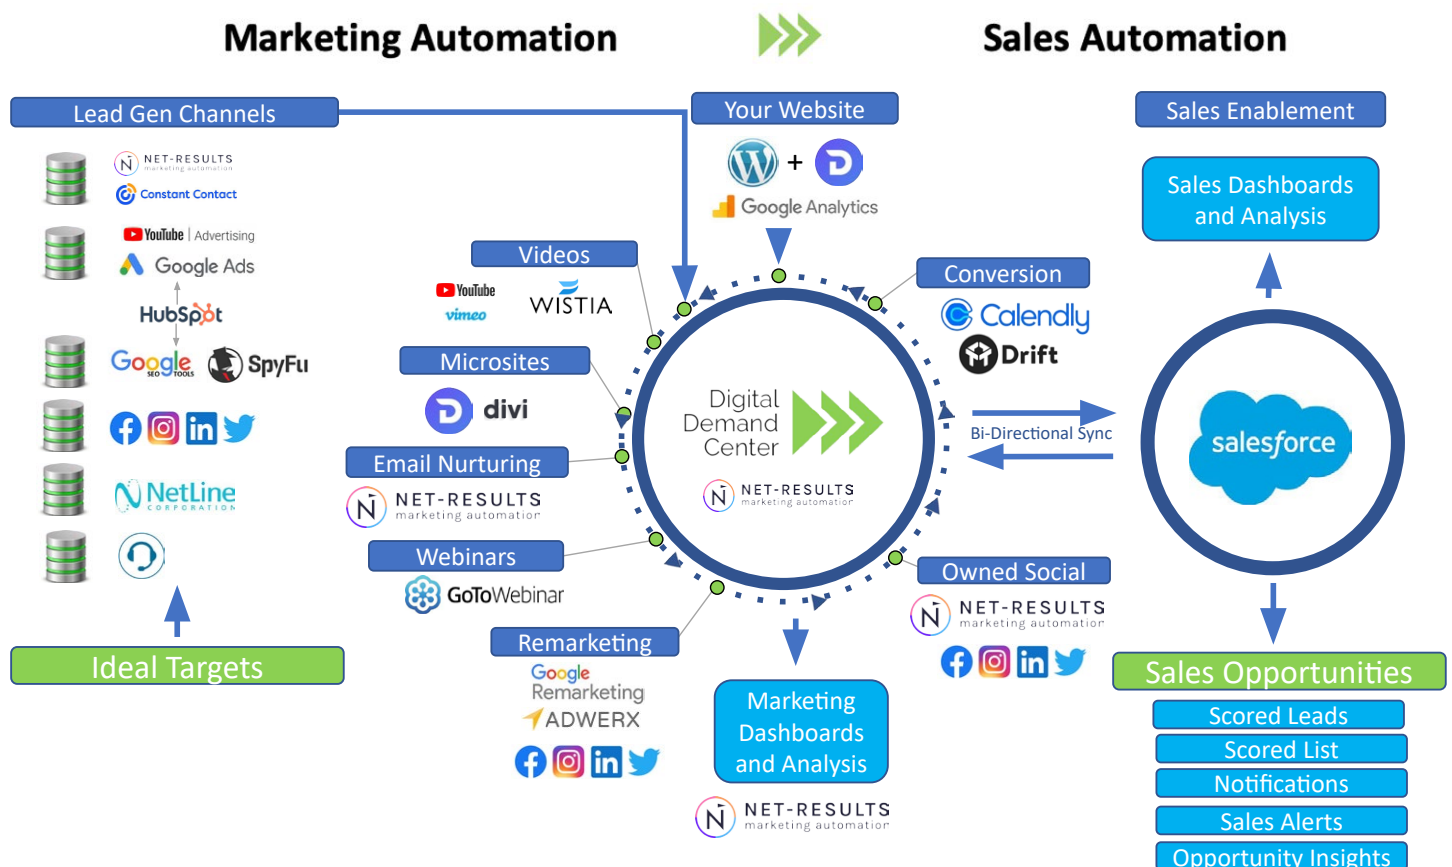 Marketing Automation
Sales Automation
Lead Gen Channels
NET-RESULTS
marketing automation
Constant Contact
YouTube | Advertising
Google Ads
HubSpot
Google
SEO TOOLS
SpyFu
NetLine
CORPORATION
Ideal Targets
Your Website
+
Google Analytics
Videos
YouTube
vimeo
WISTIA
Microsites
divi
Email Nurturing
NET-RESULTS
marketing automation
Webinars
GoToWebinar
Remarketing
Google
Remarketing
ADWERX
Digital
Demand
Center
NET-RESULTS
marketing automation
Conversion
Calendly
Drift
Bi-Directional Sync
Owned Social
NET-RESULTS
marketing automation
Marketing
Dashboards
and Analysis
NET-RESULTS
marketing automation
Sales Enablement
Sales Dashboards
and Analysis
salesforce
Sales Opportunities
Scored Leads
Scored List
Notifications
Sales Alerts
Opportunity Insights